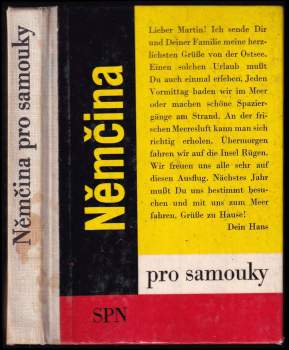 Němčina pro samouky
Němčina
Lieber Martin! Ich sende Dir
und Deiner Familie meine herz-
lichsten Grüße von der Ostsee.
Einen solchen Urlaub mußt
Du auch einmal erleben. Jeden
Vormittag baden wir im Meer
oder machen schöne Spazier-
gänge am Strand. An der fri-
schen Meeresluft kann man sich
richtig erholen. Übermorgen
fahren wir auf die Insel Rügen.
Wir freuen uns alle sehr auf
diesen Ausflug. Nächstes Jahr
mußt Du uns bestimmt besu-
chen und mit uns zum Meer
fahren. Grüße zu Hause!
Dein Hans
pro samouky
SPN